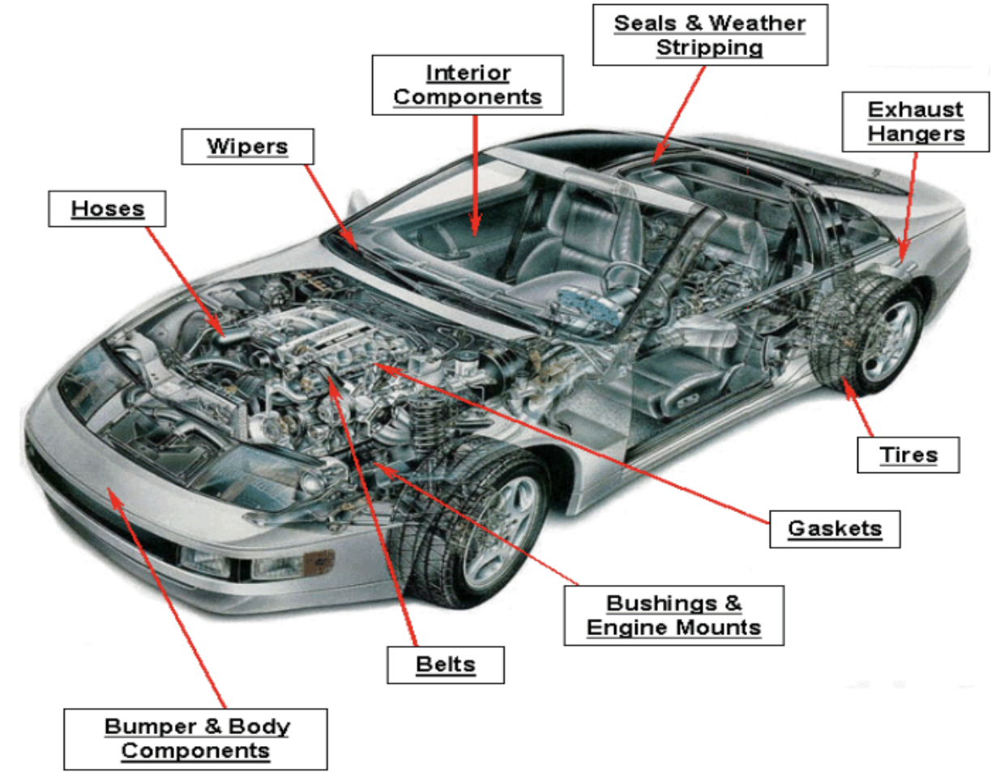 Seals & Weather
Stripping
Interior
Components
Exhaust
Hangers
Wipers
Hoses
Tires
Gaskets
Bushings &
Engine Mounts
Belts
Bumper & Body
Components